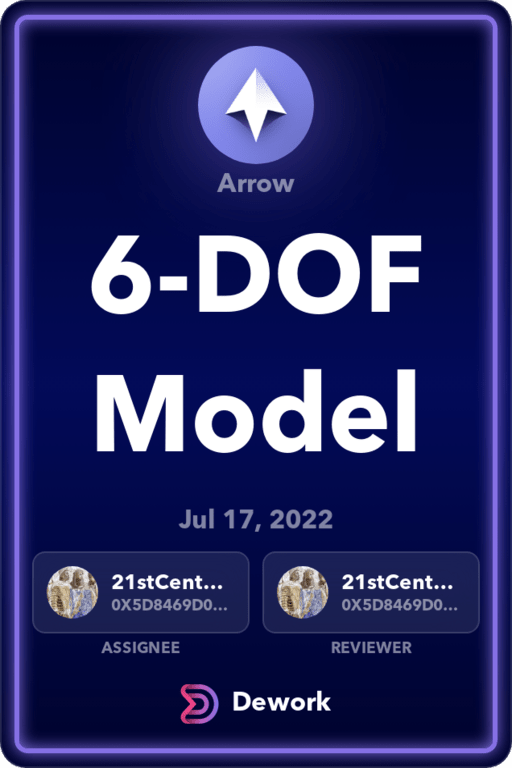 Arrow
6-DOF
Model
Jul 17, 2022
21stCent...
0X5D8469D0...
ASSIGNEE
21stCent...
0X5D8469D0...
REVIEWER
Dework